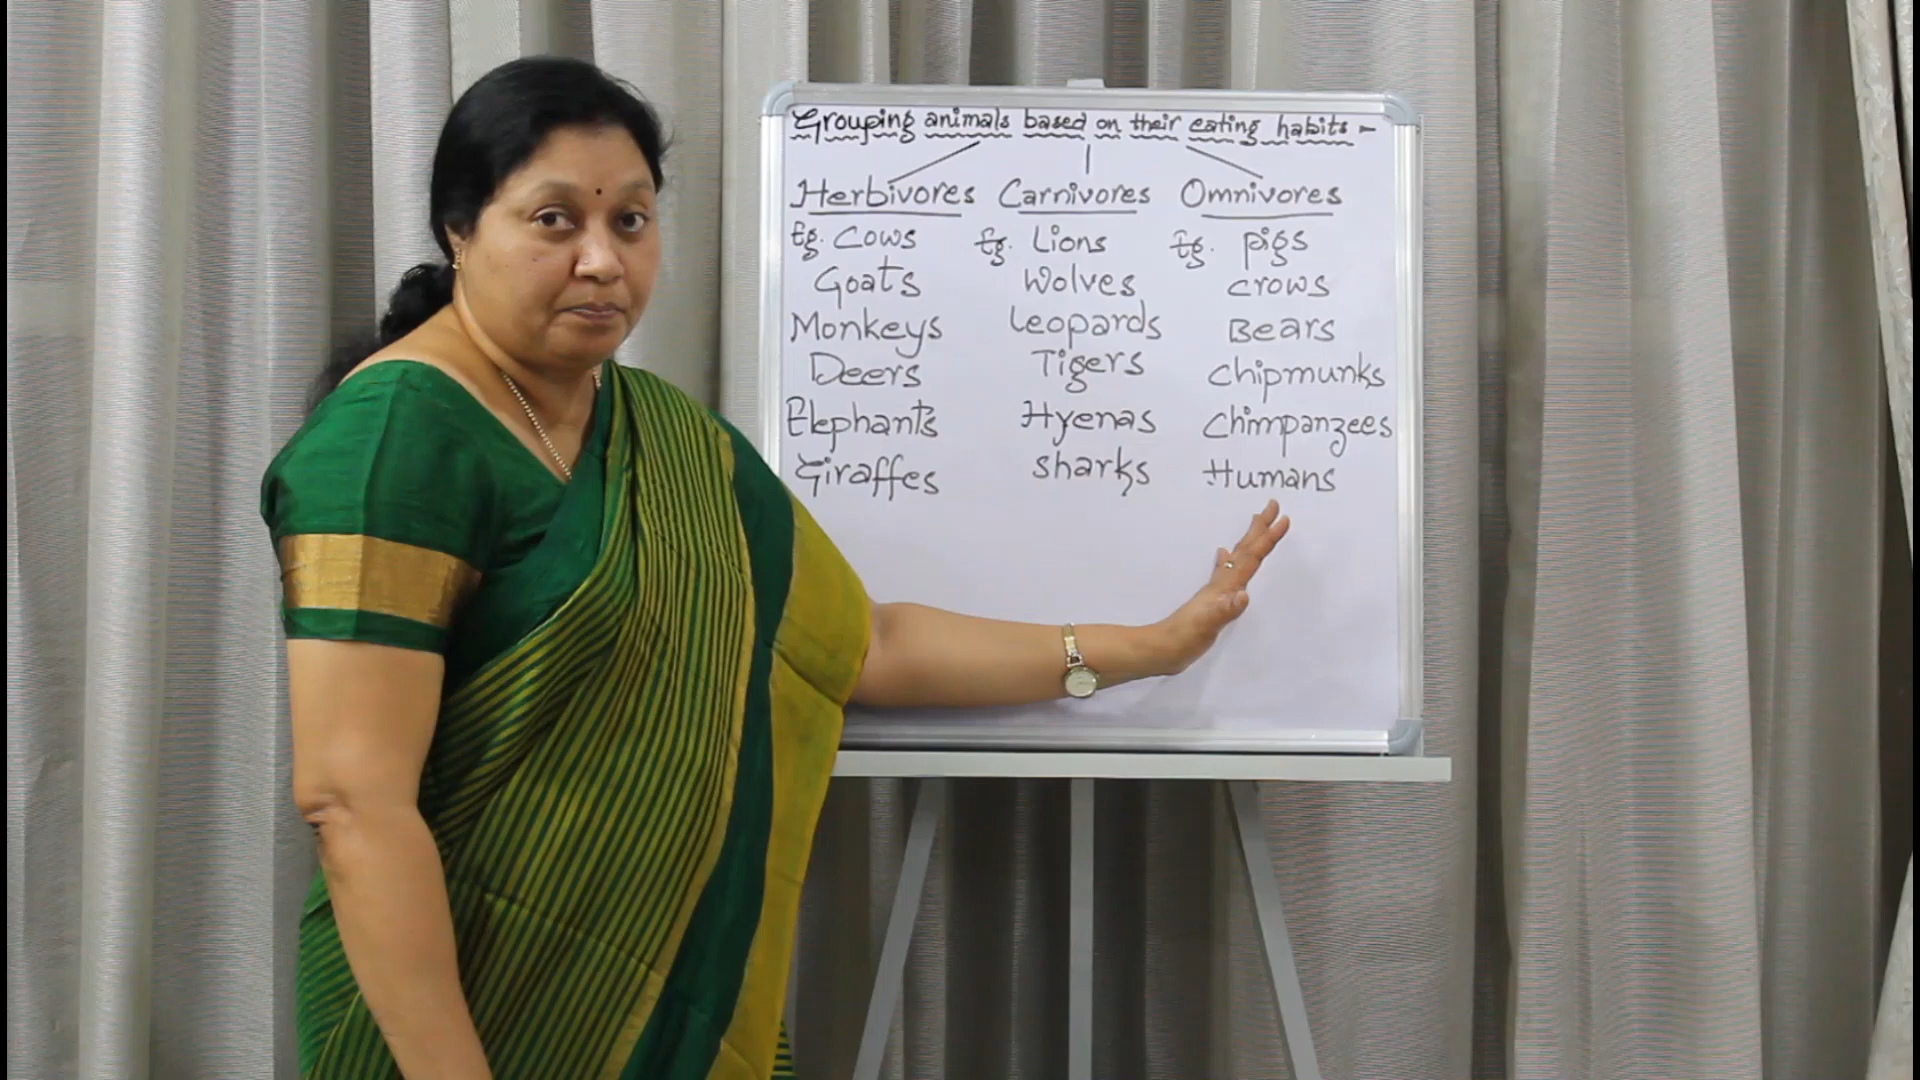 Grouping animals based on their eating habits -
Herbivores Carnivores Omnivores
Eg. Cows Eg. Lions Eg. Pigs
Goats Wolves Crows
Monkeys Leopards Bears
Deers Tigers Chipmunks
Elephants Hyenas Chimpanzees
Giraffes Sharks Humans